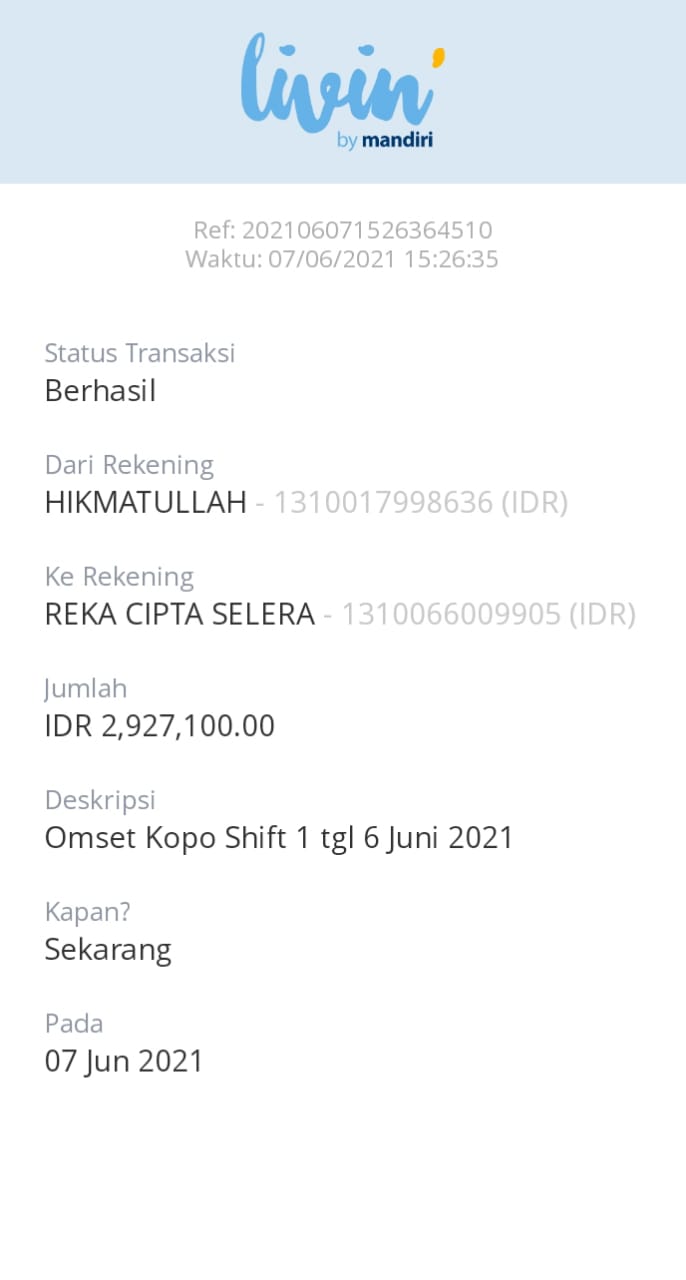 livin'
by mandiri
Ref: 202106071526364510
Waktu: 07/06/2021 15:26:35
Status Transaksi
Berhasil
Dari Rekening
HIKMATULLAH - 1310017998636 (IDR)
Ke Rekening
REKA CIPTA SELERA - 1310066009905 (IDR)
Jumlah
IDR 2,927,100.00
Deskripsi
Omset Kopo Shift 1 tgl 6 Juni 2021
Kapan?
Sekarang
Pada
07 Jun 2021